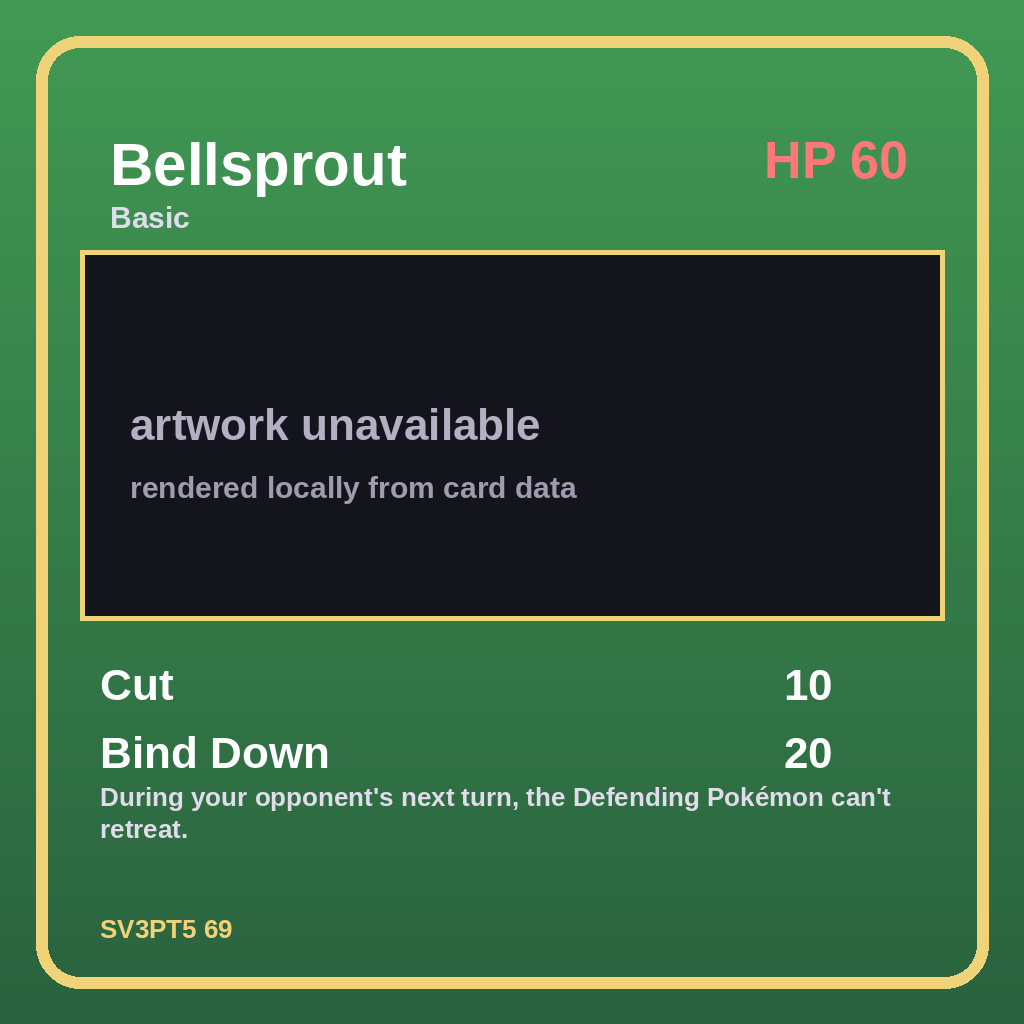 Bellsprout
HP 60
Basic
artwork unavailable
rendered locally from card data
Cut 10
Bind Down 20
During your opponent's next turn, the Defending Pokémon can't
retreat.
SV3PT5 69